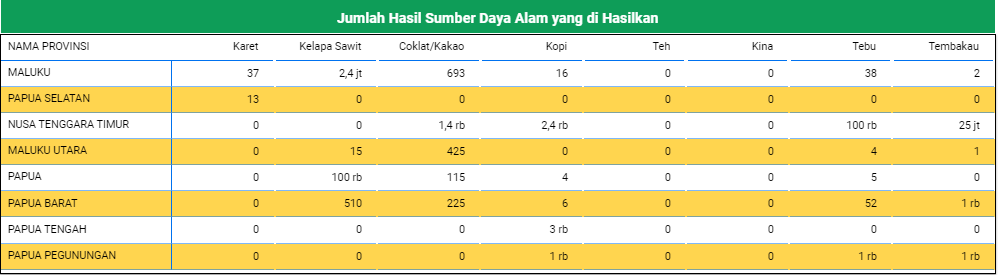 Jumlah Hasil Sumber Daya Alam yang di Hasilkan
NAMA PROVINSI Karet Kelapa Sawit Coklat/Kakao Kopi Teh Kina Tebu Tembakau
MALUKU 37 2,4 jt 693 16 0 0 38 2
PAPUA SELATAN 13 0 0 0 0 0 0 0
NUSA TENGGARA TIMUR 0 0 1,4 rb 2,4 rb 0 0 100 rb 25 jt
MALUKU UTARA 0 15 425 0 0 0 4 1
PAPUA 0 100 rb 115 4 0 0 5 0
PAPUA BARAT 0 510 225 6 0 0 52 1 rb
PAPUA TENGAH 0 0 0 3 rb 0 0 0 0
PAPUA PEGUNUNGAN 0 0 0 1 rb 0 0 1 rb 1 rb